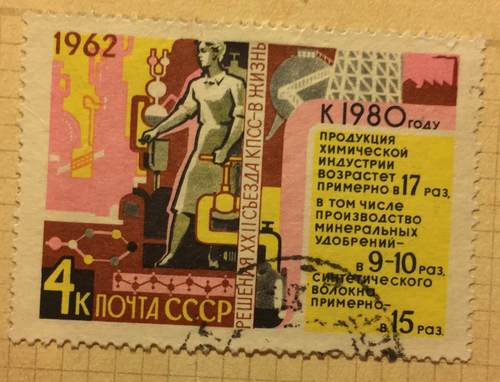 1962
4К ПОЧТА СССР
РЕШЕНИЯ XXII СЪЕЗДА КПСС–В ЖИЗНЬ
К 1980 ГОДУ
ПРОДУКЦИЯ
ХИМИЧЕСКОЙ
ИНДУСТРИИ
ВОЗРАСТЕТ
ПРИМЕРНО В 17 РАЗ,
В ТОМ ЧИСЛЕ
ПРОИЗВОДСТВО
МИНЕРАЛЬНЫХ
УДОБРЕНИЙ–
В 9-10 РАЗ,
СИНТЕТИЧЕСКОГО
ВОЛОКНА
ПРИМЕРНО–
В 15 РАЗ.